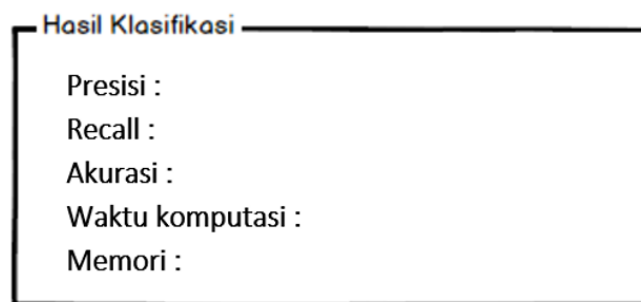 Hasil Klasifikasi
Presisi :
Recall :
Akurasi :
Waktu komputasi :
Memori :